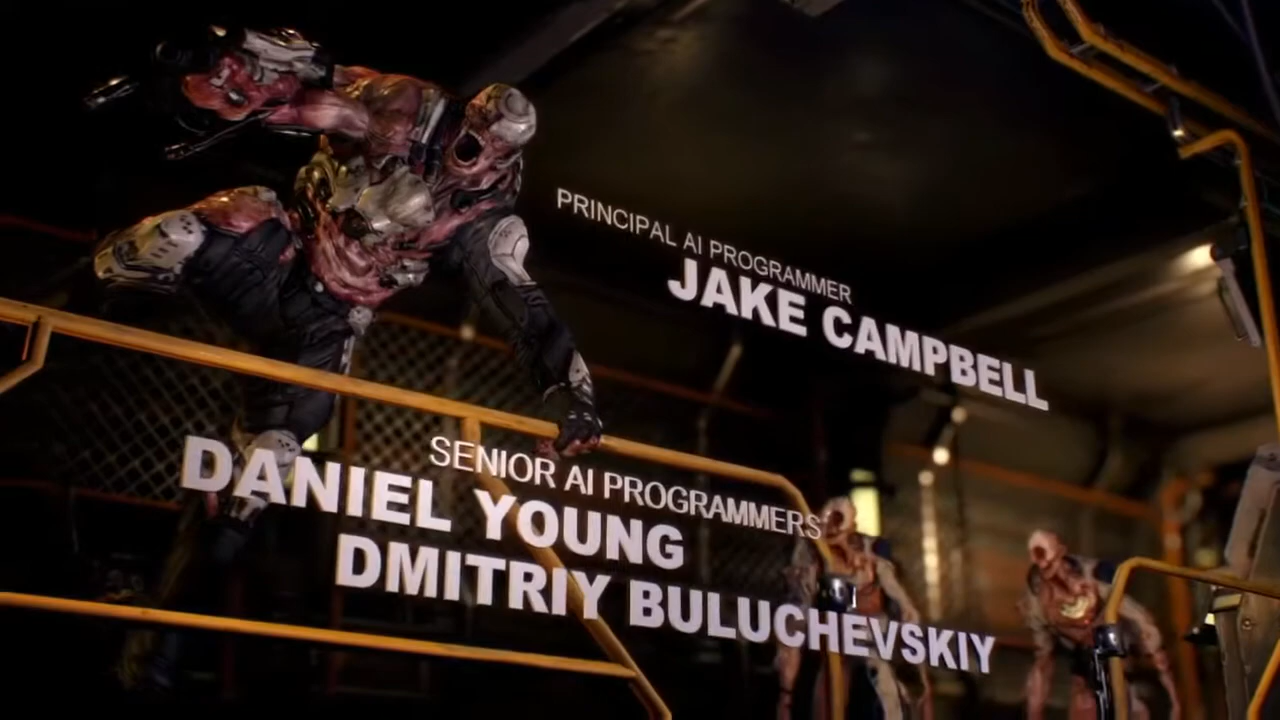 PRINCIPAL AI PROGRAMMER
JAKE CAMPBELL
SENIOR AI PROGRAMMERS
DANIEL YOUNG
DMITRIY BULUCHEVSKIY